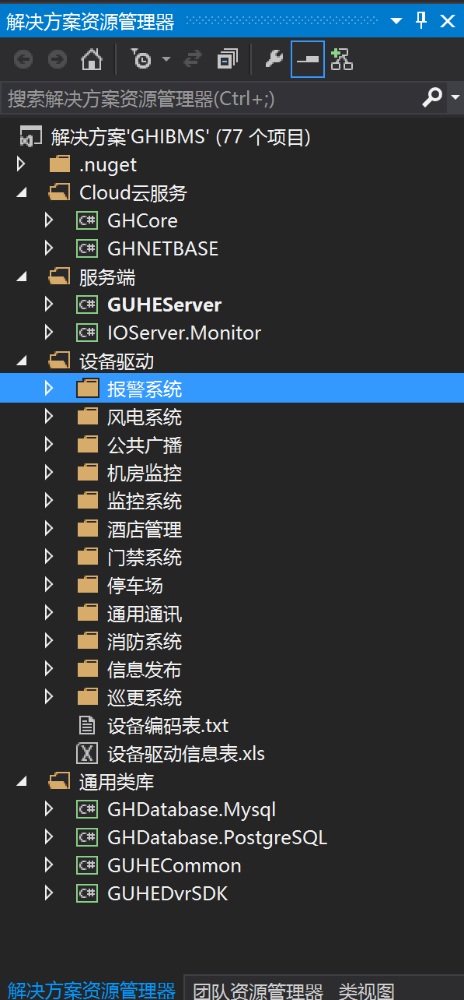 解决方案资源管理器
搜索解决方案资源管理器(Ctrl+;)
解决方案'GHIBMS' (77 个项目)
.nuget
Cloud云服务
C# GHCore
C# GHNETBASE
服务端
C# GUHEServer
C# IOServer.Monitor
设备驱动
报警系统
风电系统
公共广播
机房监控
监控系统
酒店管理
门禁系统
停车场
通用通讯
消防系统
信息发布
巡更系统
设备编码表.txt
设备驱动信息表.xls
通用类库
C# GHDatabase.Mysql
C# GHDatabase.PostgreSQL
C# GUHECommon
C# GUHEDvrSDK
解决方案资源管理器 团队资源管理器 类视图